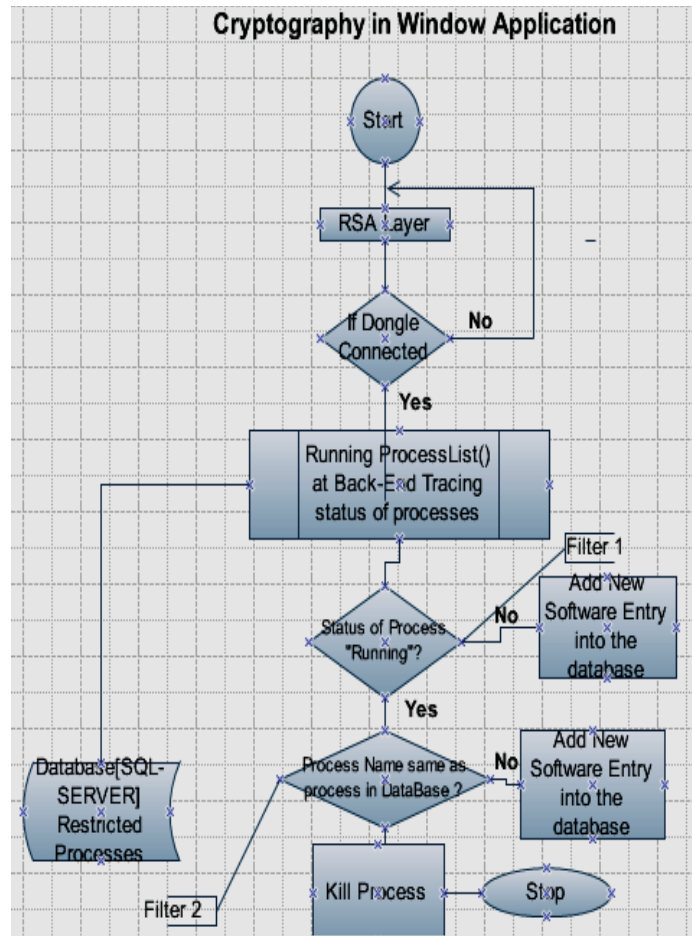 Cryptography in Window Application
Start
RSA Layer
If Dongle
Connected
No
Yes
Running ProcessList()
at Back-End Tracing
status of processes
Filter 1
Status of Process
"Running"?
No
Add New
Software Entry
into the
database
Yes
Process Name same as
process in DataBase ?
No
Add New
Software Entry
into the
database
Database[SQL-
SERVER]
Restricted
Processes
Kill Process
Stop
Filter 2